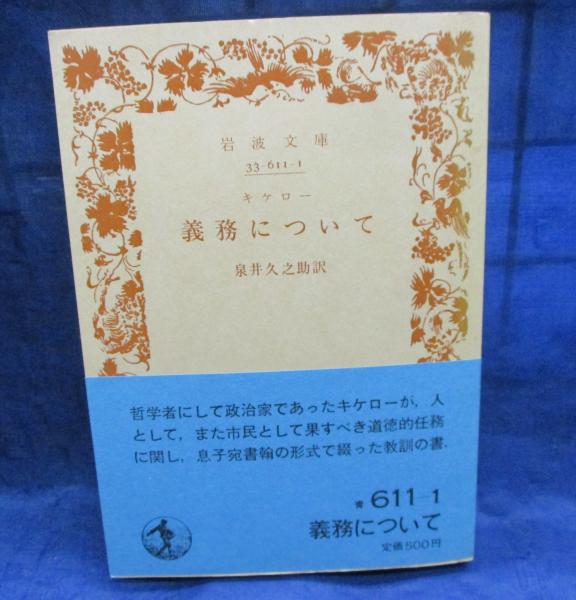 岩波文庫
33-611-1
キケロー
義務について
泉井久之助訳
哲学者にして政治家であったキケローが，人
として，また市民として果すべき道徳的任務
に関し，息子宛書翰の形式で綴った教訓の書．
青 611-1
義務について
定価500円